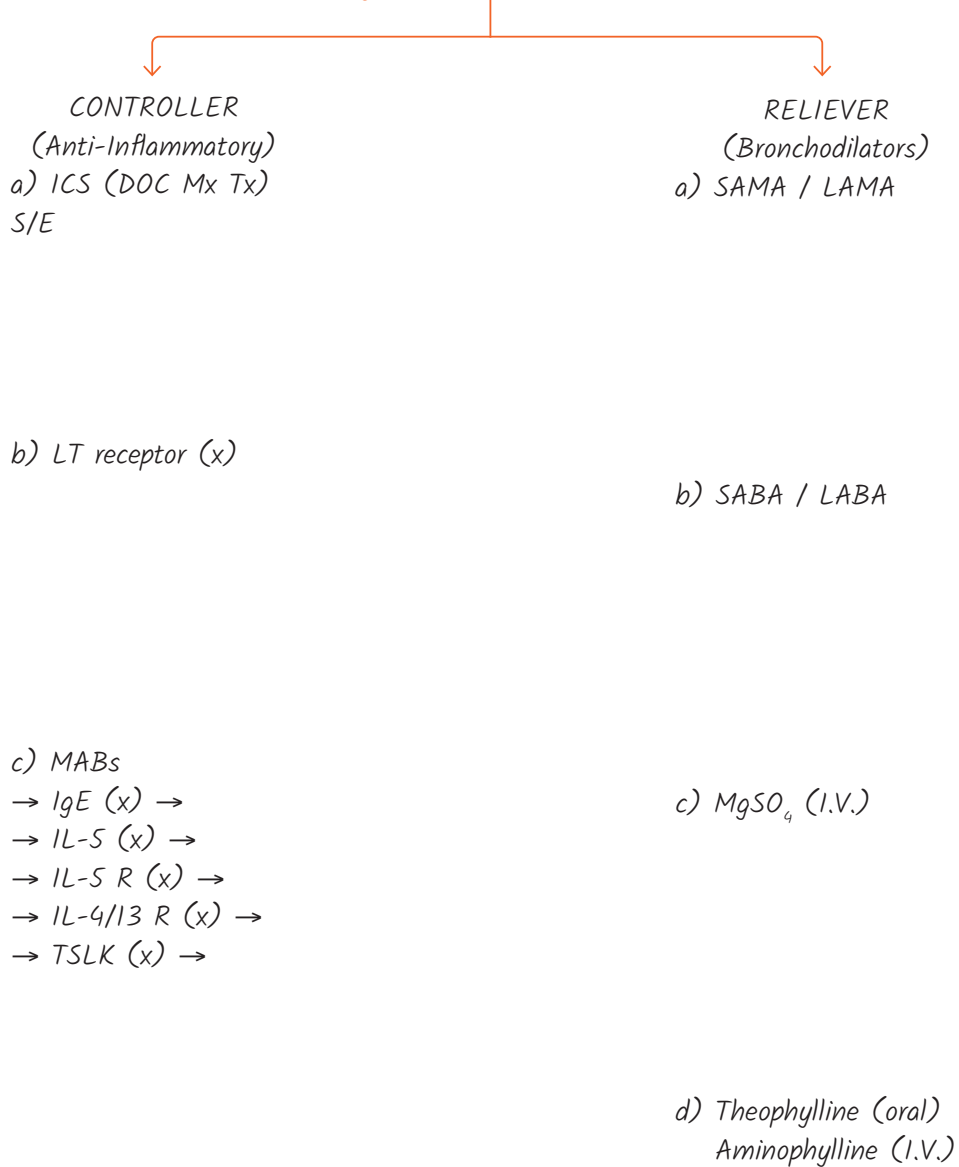 CONTROLLER
(Anti-Inflammatory)
a) ICS (DOC Mx Tx)
S/E
b) LT receptor (x)
c) MABs
→ IgE (x) →
→ IL-5 (x) →
→ IL-5 R (x) →
→ IL-4/13 R (x) →
→ TSLK (x) →
RELIEVER
(Bronchodilators)
a) SAMA / LAMA
b) SABA / LABA
c) MgSO₄ (I.V.)
d) Theophylline (oral)
Aminophylline (I.V.)